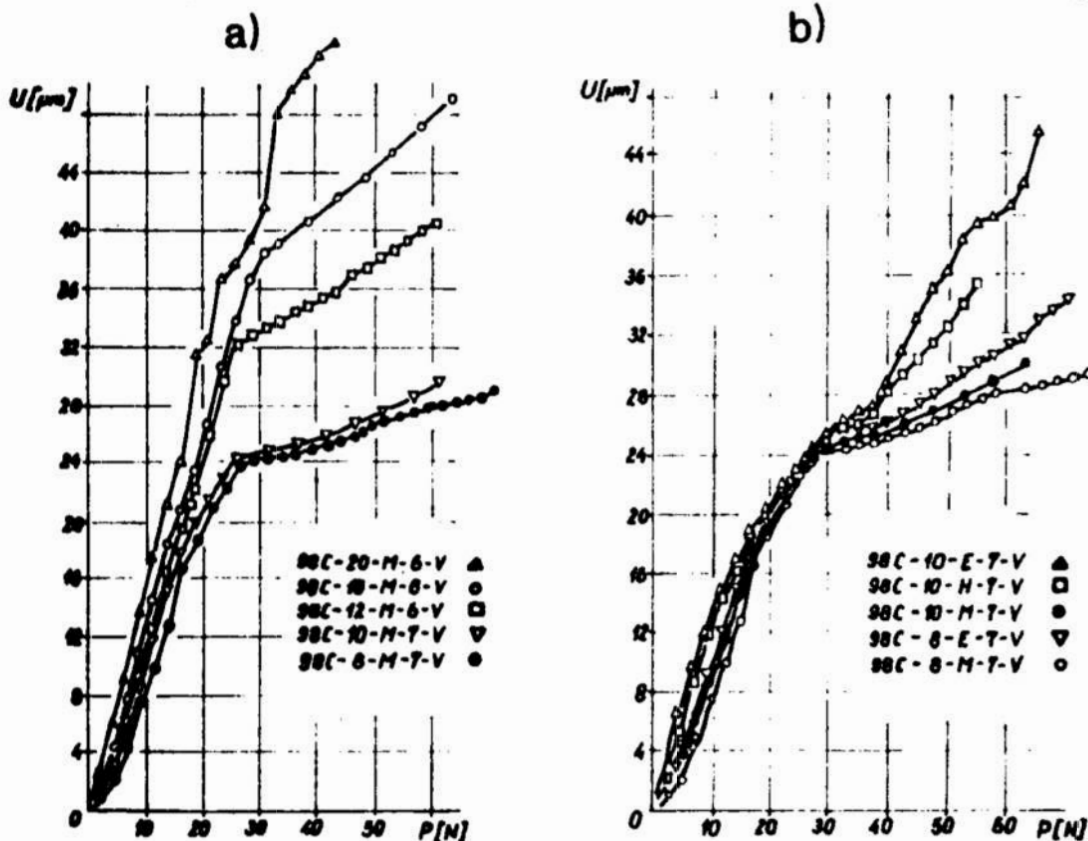 a)
U[μm]
44
40
36
32
28
24
20
16
12
8
4
0
10
20
30
40
50
P[N]
98C-20-M-6-V
98C-18-M-6-V
98C-12-M-6-V
98C-10-M-7-V
98C-8-M-7-V
b)
U[μm]
44
40
36
32
28
24
20
16
12
8
4
0
10
20
30
40
50
60
P[N]
98C-10-E-7-V
98C-10-H-7-V
98C-10-M-7-V
98C-8-E-7-V
98C-8-M-7-V